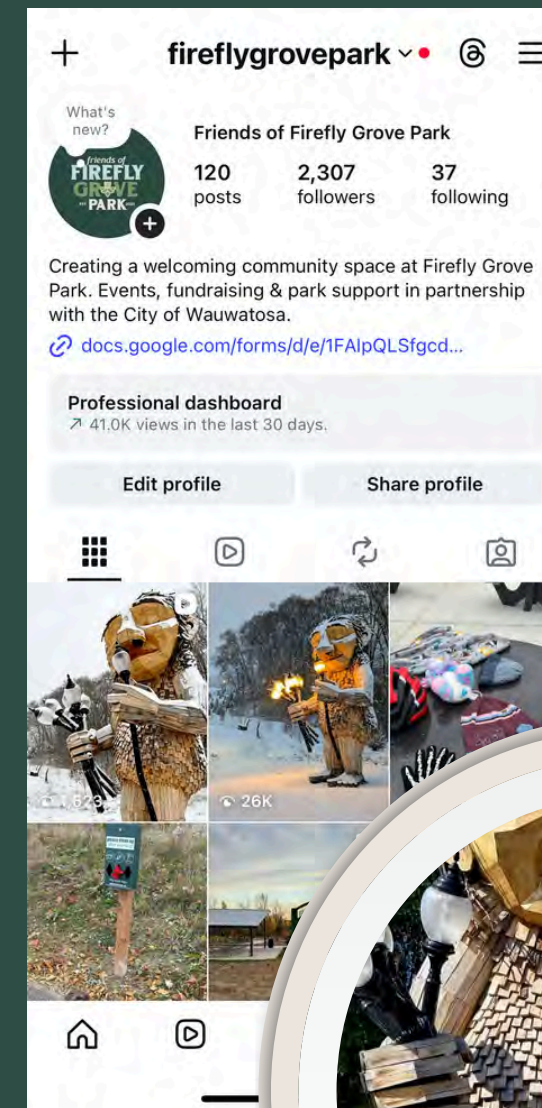 fireflygrovepark
What's
new?
friends of
FIREFLY
GROVE
PARK
Friends of Firefly Grove Park
120 2,307 37
posts followers following
Creating a welcoming community space at Firefly Grove
Park. Events, fundraising & park support in partnership
with the City of Wauwatosa.
docs.google.com/forms/d/e/1FAIpQLSfgcd...
Professional dashboard
41.0K views in the last 30 days.
Edit profile Share profile
1,623 26K